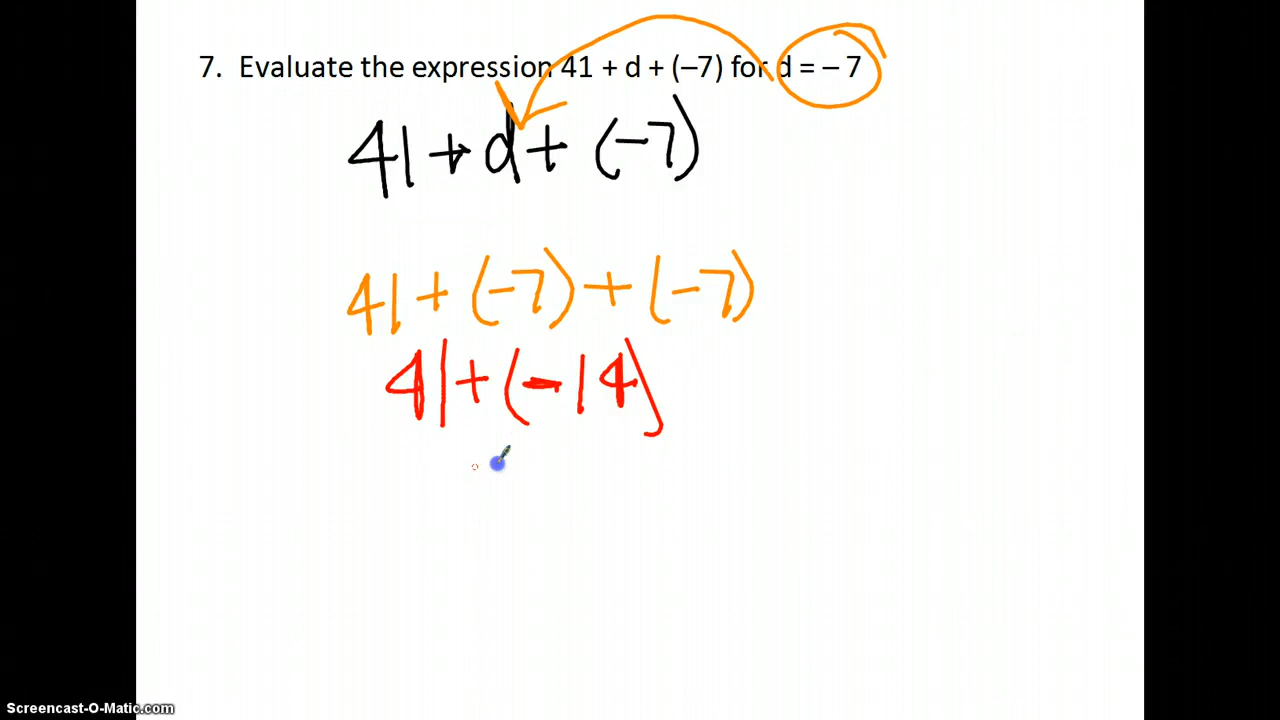 7. Evaluate the expression 41 + d + (–7) for d = – 7
41 + d + (-7)
41 + (-7) + (-7)
41 + (-14)
Screencast-O-Matic.com